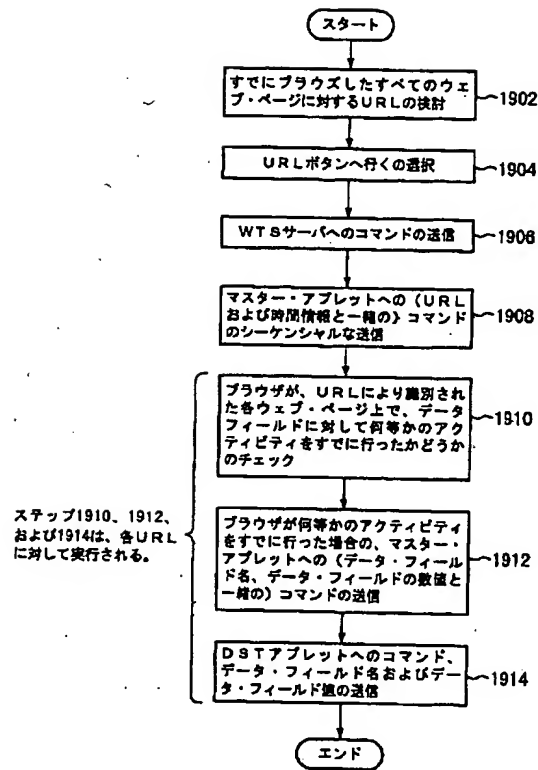 スタート
すでにブラウズしたすべてのウェ
ブ・ページに対するURLの検討
1902
URLボタンへ行くの選択
1904
WTSサーバへのコマンドの送信
1906
マスター・アプレットへの(URL
および時間情報と一緒の)コマンド
のシーケンシャルな送信
1908
ブラウザが、URLにより識別され
た各ウェブ・ページ上で、データ
フィールドに対して何等かのアク
ティビティをすでに行ったかどうか
のチェック
1910
ステップ1910、1912、
および1914は、各URL
に対して実行される。
ブラウザが何等かのアクティビティ
をすでに行った場合の、マスター・
アプレットへの(データ・フィール
ド名、データ・フィールドの数値と
一緒の)コマンドの送信
1912
DSTアプレットへのコマンド、
データ・フィールド名およびデー
タ・フィールド値の送信
1914
エンド